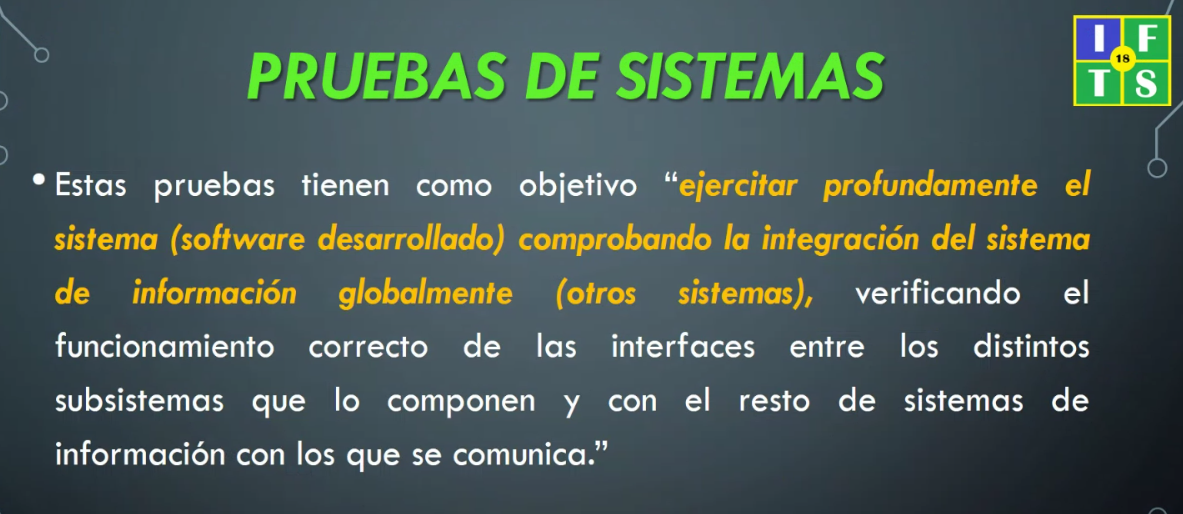 PRUEBAS DE SISTEMAS
I F
18
T S
• Estas pruebas tienen como objetivo “ejercitar profundamente el
sistema (software desarrollado) comprobando la integración del sistema
de información globalmente (otros sistemas), verificando el
funcionamiento correcto de las interfaces entre los distintos
subsistemas que lo componen y con el resto de sistemas de
información con los que se comunica.”